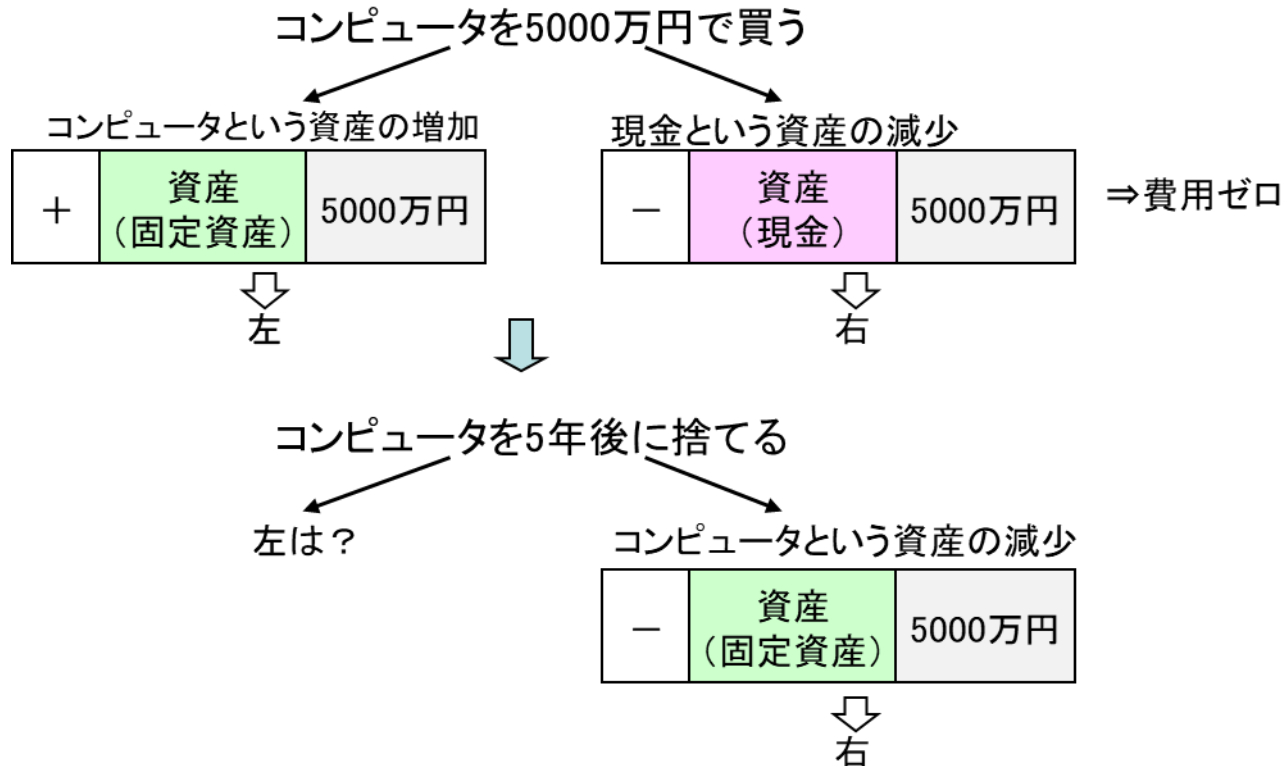 コンピュータを5000万円で買う
コンピュータという資産の増加
現金という資産の減少
＋
資産
（固定資産）
5000万円
－
資産
（現金）
5000万円
⇒費用ゼロ
左
右
コンピュータを5年後に捨てる
左は？
コンピュータという資産の減少
－
資産
（固定資産）
5000万円
右